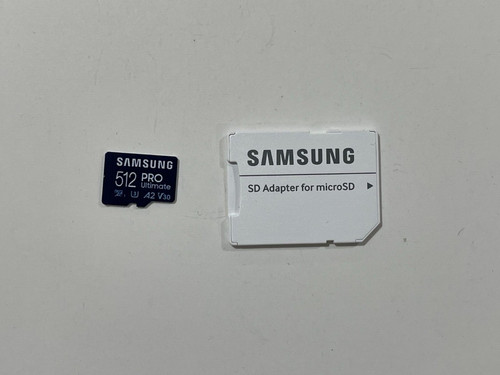 SAMSUNG
512 PRO
Ultimate
U3 A2 V30
SAMSUNG
SD Adapter for microSD